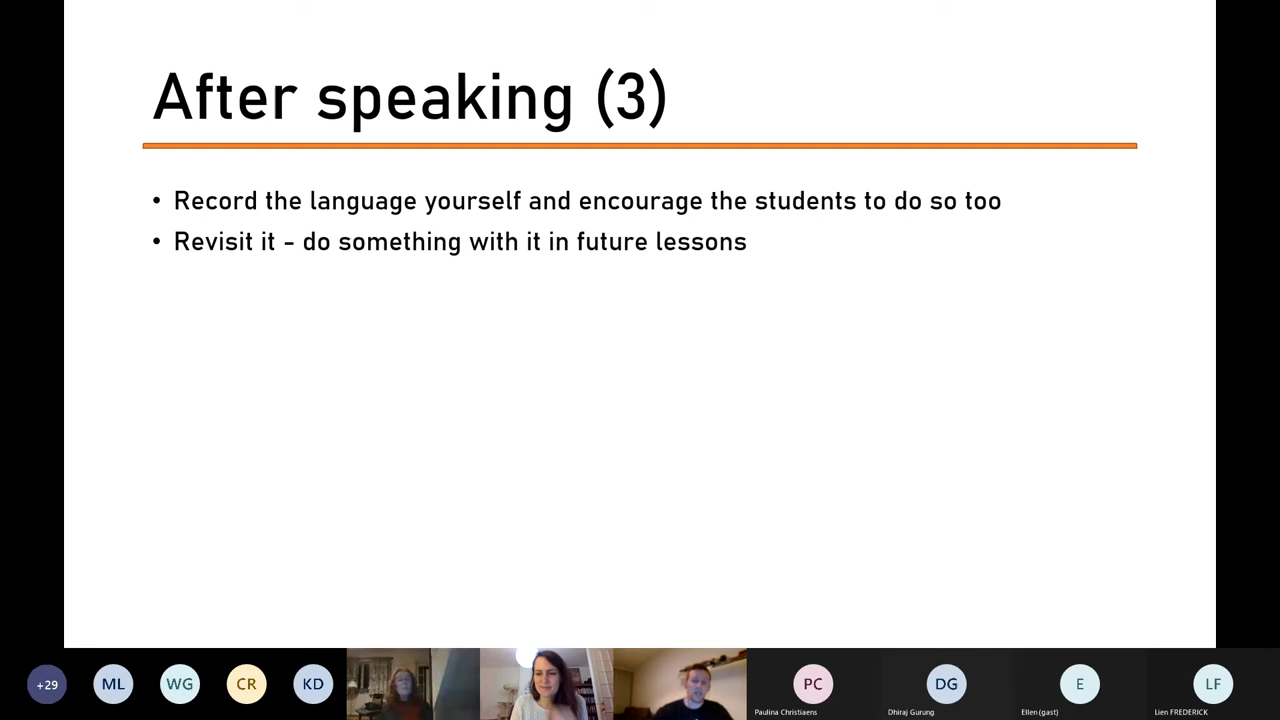 After speaking (3)
• Record the language yourself and encourage the students to do so too
• Revisit it - do something with it in future lessons
+29
ML
WG
CR
KD
PC
DG
E
LF
Paulina Christiaens
Dhiraj Gurung
Ellen (gast)
Lien FREDERICK